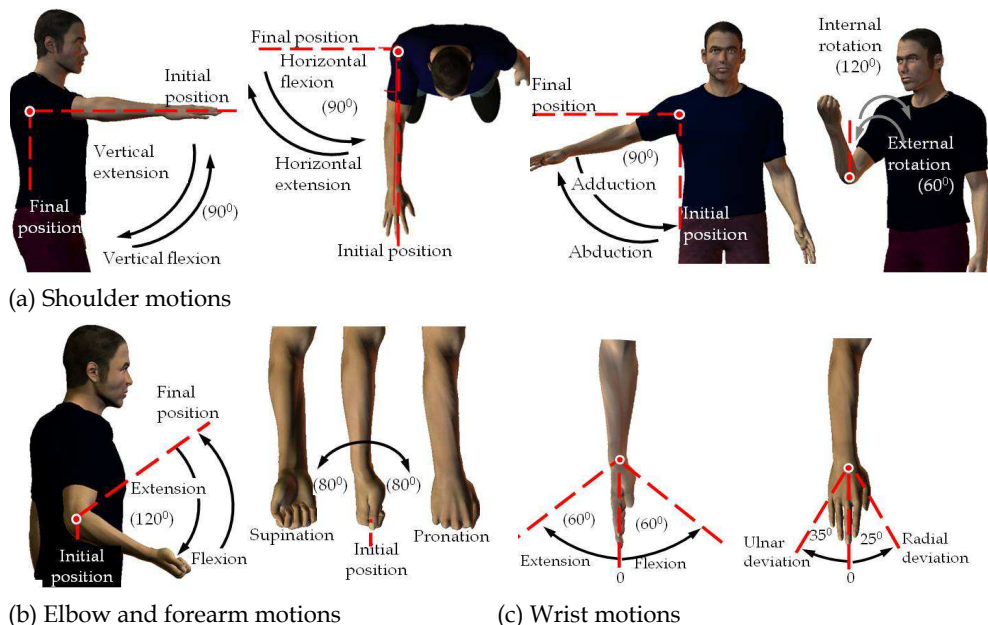 Initial
position
Vertical
extension
(90⁰)
Final
position
Vertical flexion
Final position
Horizontal
flexion
(90⁰)
Horizontal
extension
Initial position
Final
position
(90⁰)
Adduction
Initial
position
Abduction
Internal
rotation
(120⁰)
External
rotation
(60⁰)
(a) Shoulder motions
Final
position
Extension
(120⁰)
Initial
position
Flexion
(80⁰)
(80⁰)
Supination
Initial
position
Pronation
(60⁰)
(60⁰)
Extension
Flexion
0
35⁰
25⁰
Ulnar
deviation
Radial
deviation
0
(b) Elbow and forearm motions
(c) Wrist motions